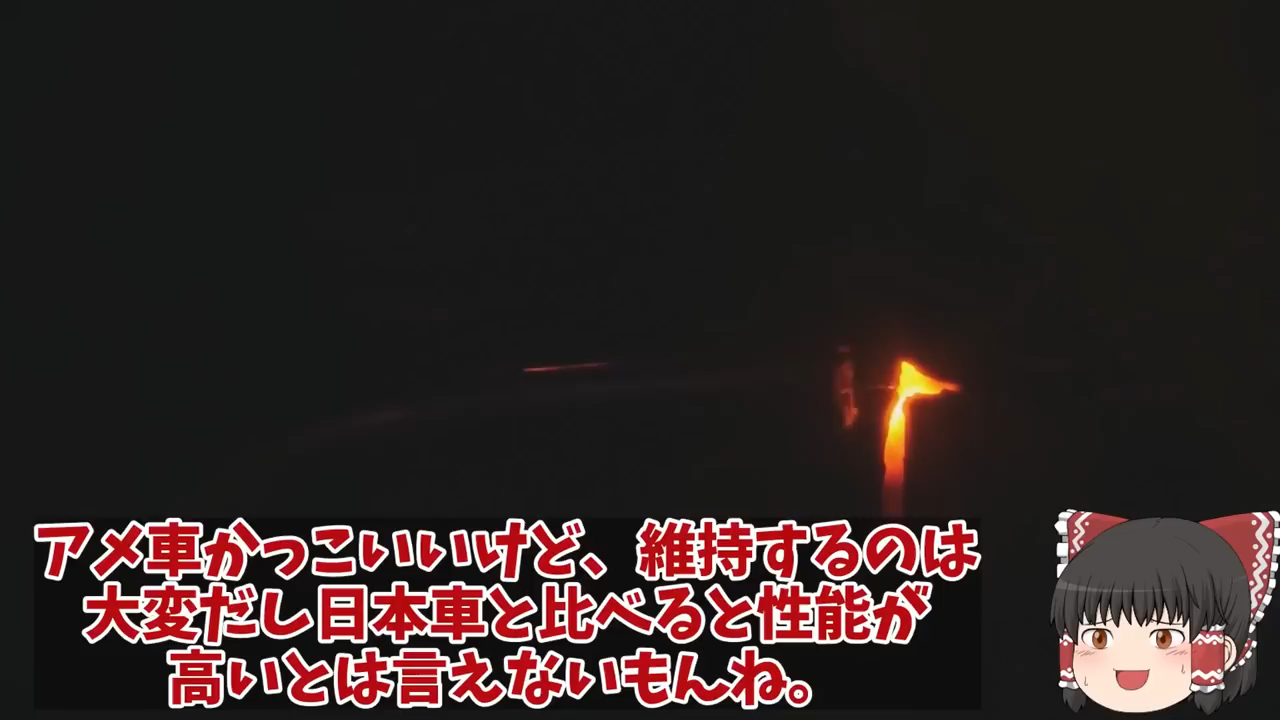 アメ車かっこいいけど、維持するのは
大変だし日本車と比べると性能が
高いとは言えないもんね。